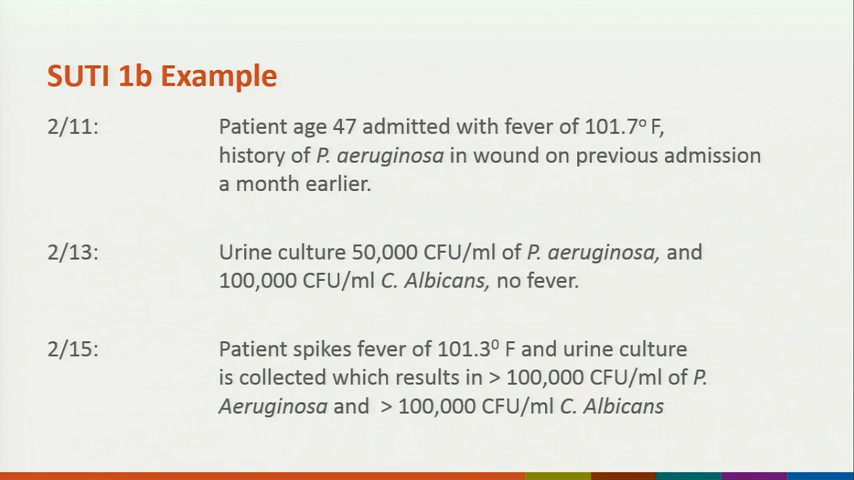 SUTI 1b Example
2/11: Patient age 47 admitted with fever of 101.7º F,
history of P. aeruginosa in wound on previous admission
a month earlier.
2/13: Urine culture 50,000 CFU/ml of P. aeruginosa, and
100,000 CFU/ml C. Albicans, no fever.
2/15: Patient spikes fever of 101.3⁰ F and urine culture
is collected which results in > 100,000 CFU/ml of P.
Aeruginosa and > 100,000 CFU/ml C. Albicans